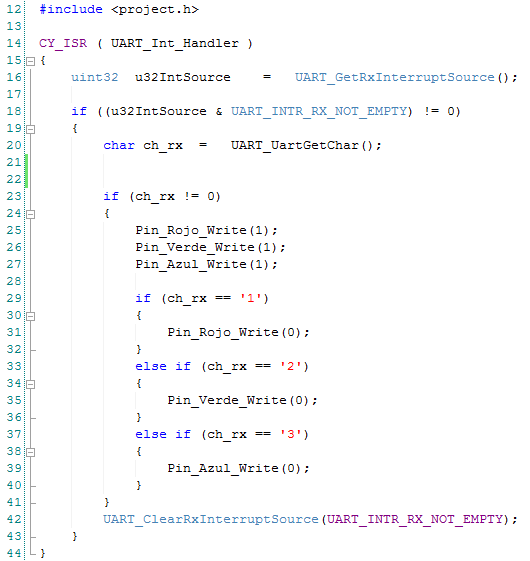 12 #include <project.h>
13
14 CY_ISR ( UART_Int_Handler )
15 {
16     uint32  u32IntSource    =   UART_GetRxInterruptSource();
17
18     if ((u32IntSource & UART_INTR_RX_NOT_EMPTY) != 0)
19     {
20         char ch_rx  =   UART_UartGetChar();
21
22
23         if (ch_rx != 0)
24         {
25             Pin_Rojo_Write(1);
26             Pin_Verde_Write(1);
27             Pin_Azul_Write(1);
28
29             if (ch_rx == '1')
30             {
31                 Pin_Rojo_Write(0);
32             }
33             else if (ch_rx == '2')
34             {
35                 Pin_Verde_Write(0);
36             }
37             else if (ch_rx == '3')
38             {
39                 Pin_Azul_Write(0);
40             }
41         }
42         UART_ClearRxInterruptSource(UART_INTR_RX_NOT_EMPTY);
43     }
44 }